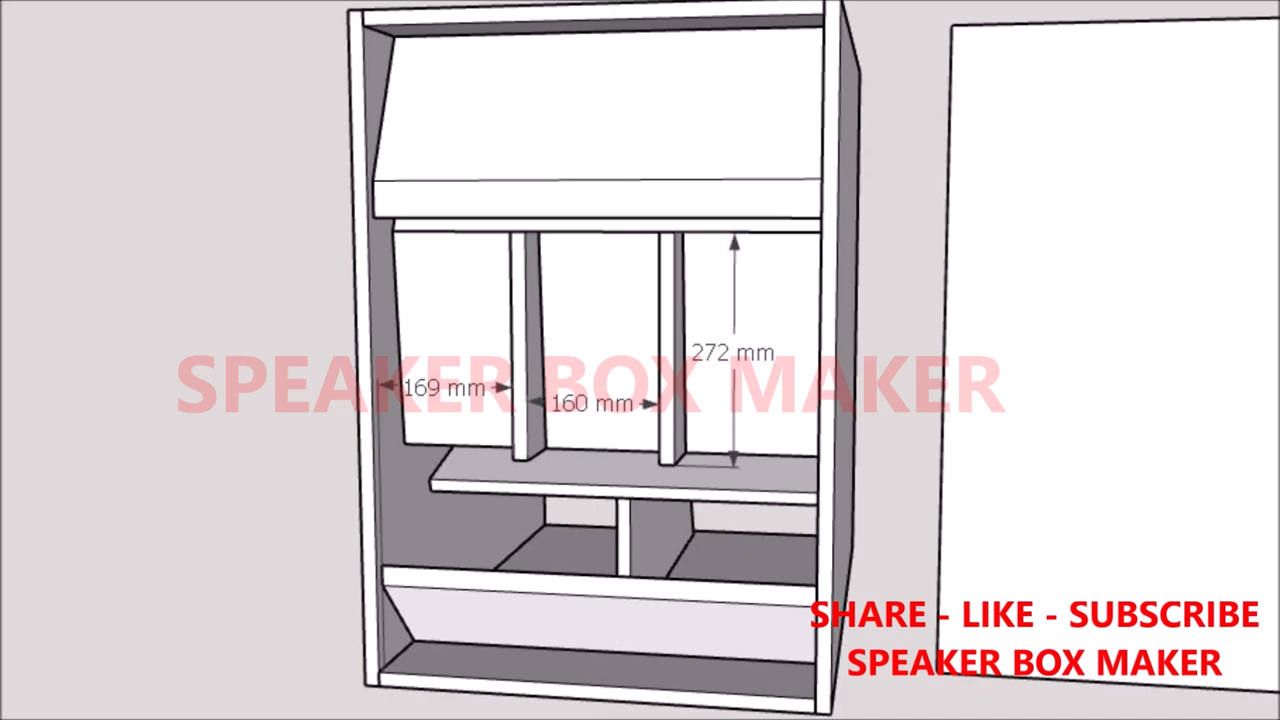 272 mm
SPEAKER BOX MAKER
169 mm
160 mm
SHARE - LIKE - SUBSCRIBE
SPEAKER BOX MAKER